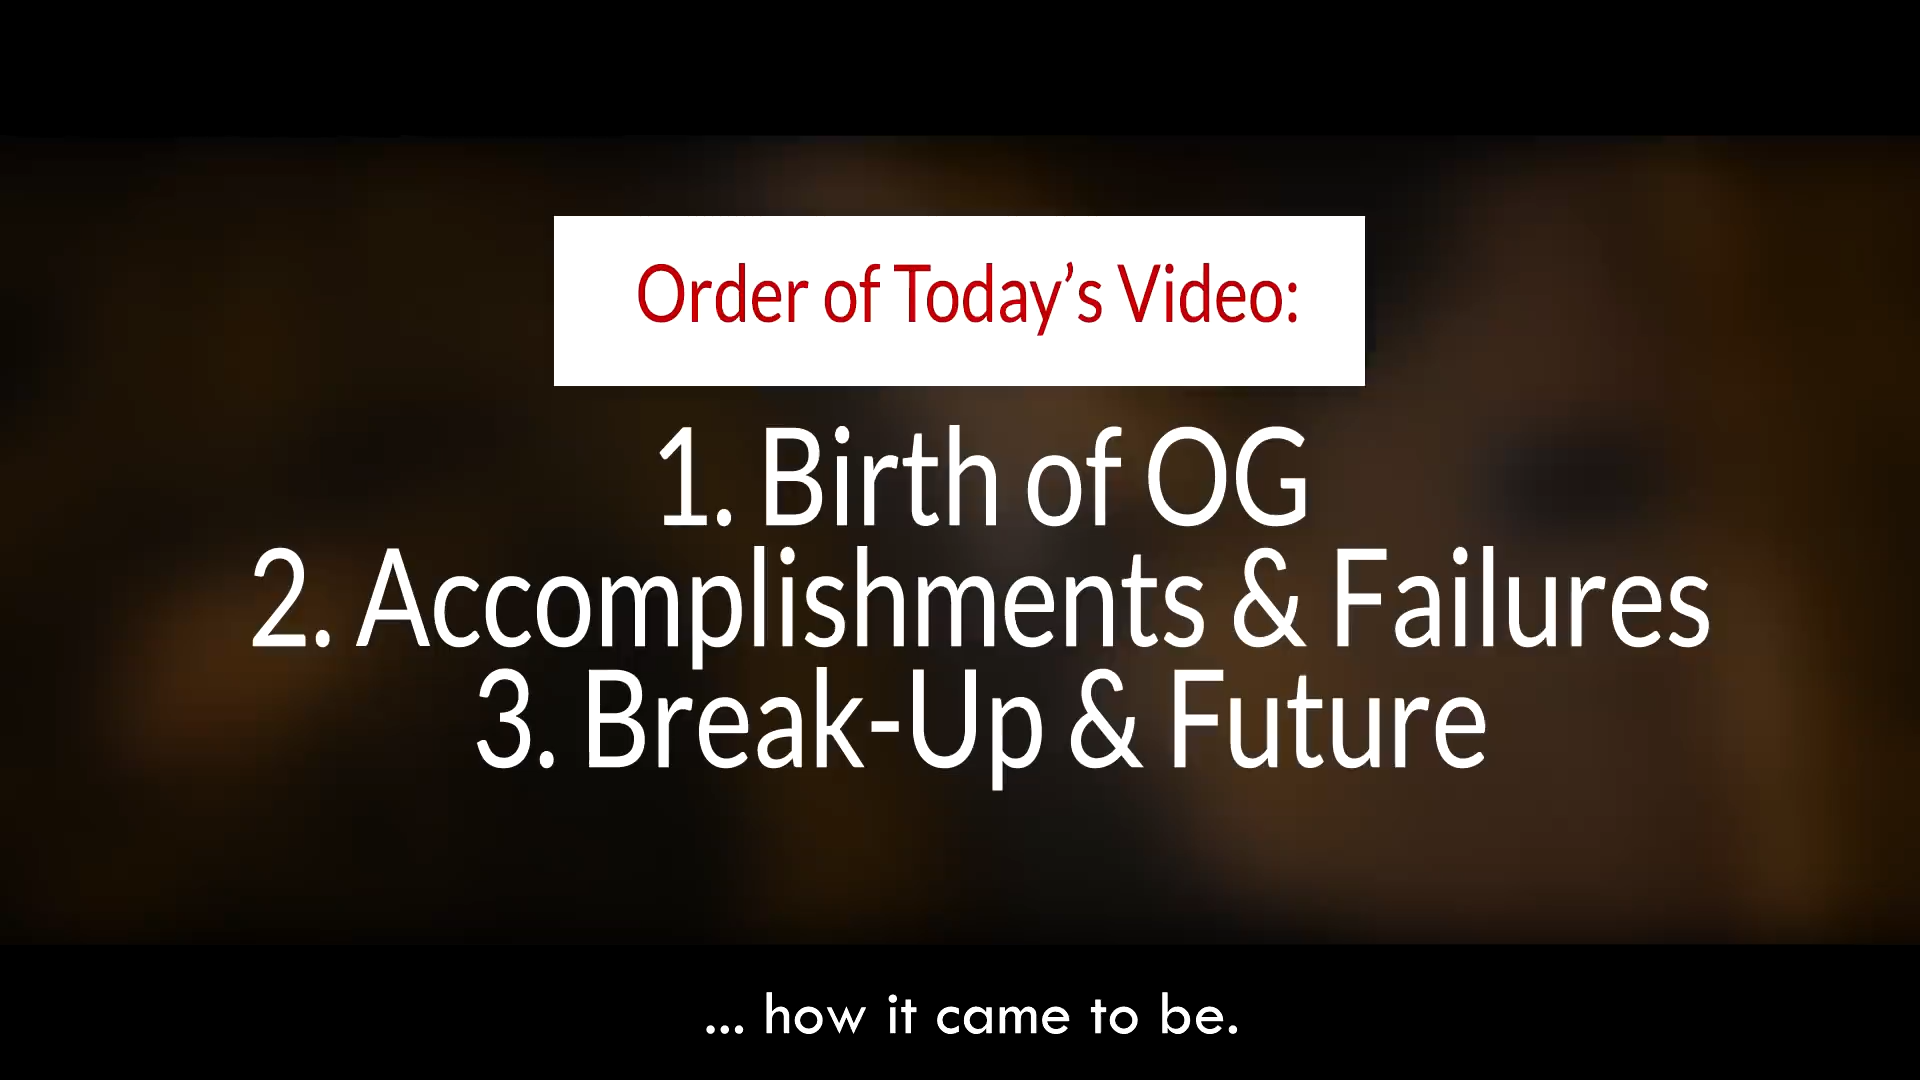 Order of Today’s Video:
1. Birth of OG
2. Accomplishments & Failures
3. Break-Up & Future
... how it came to be.